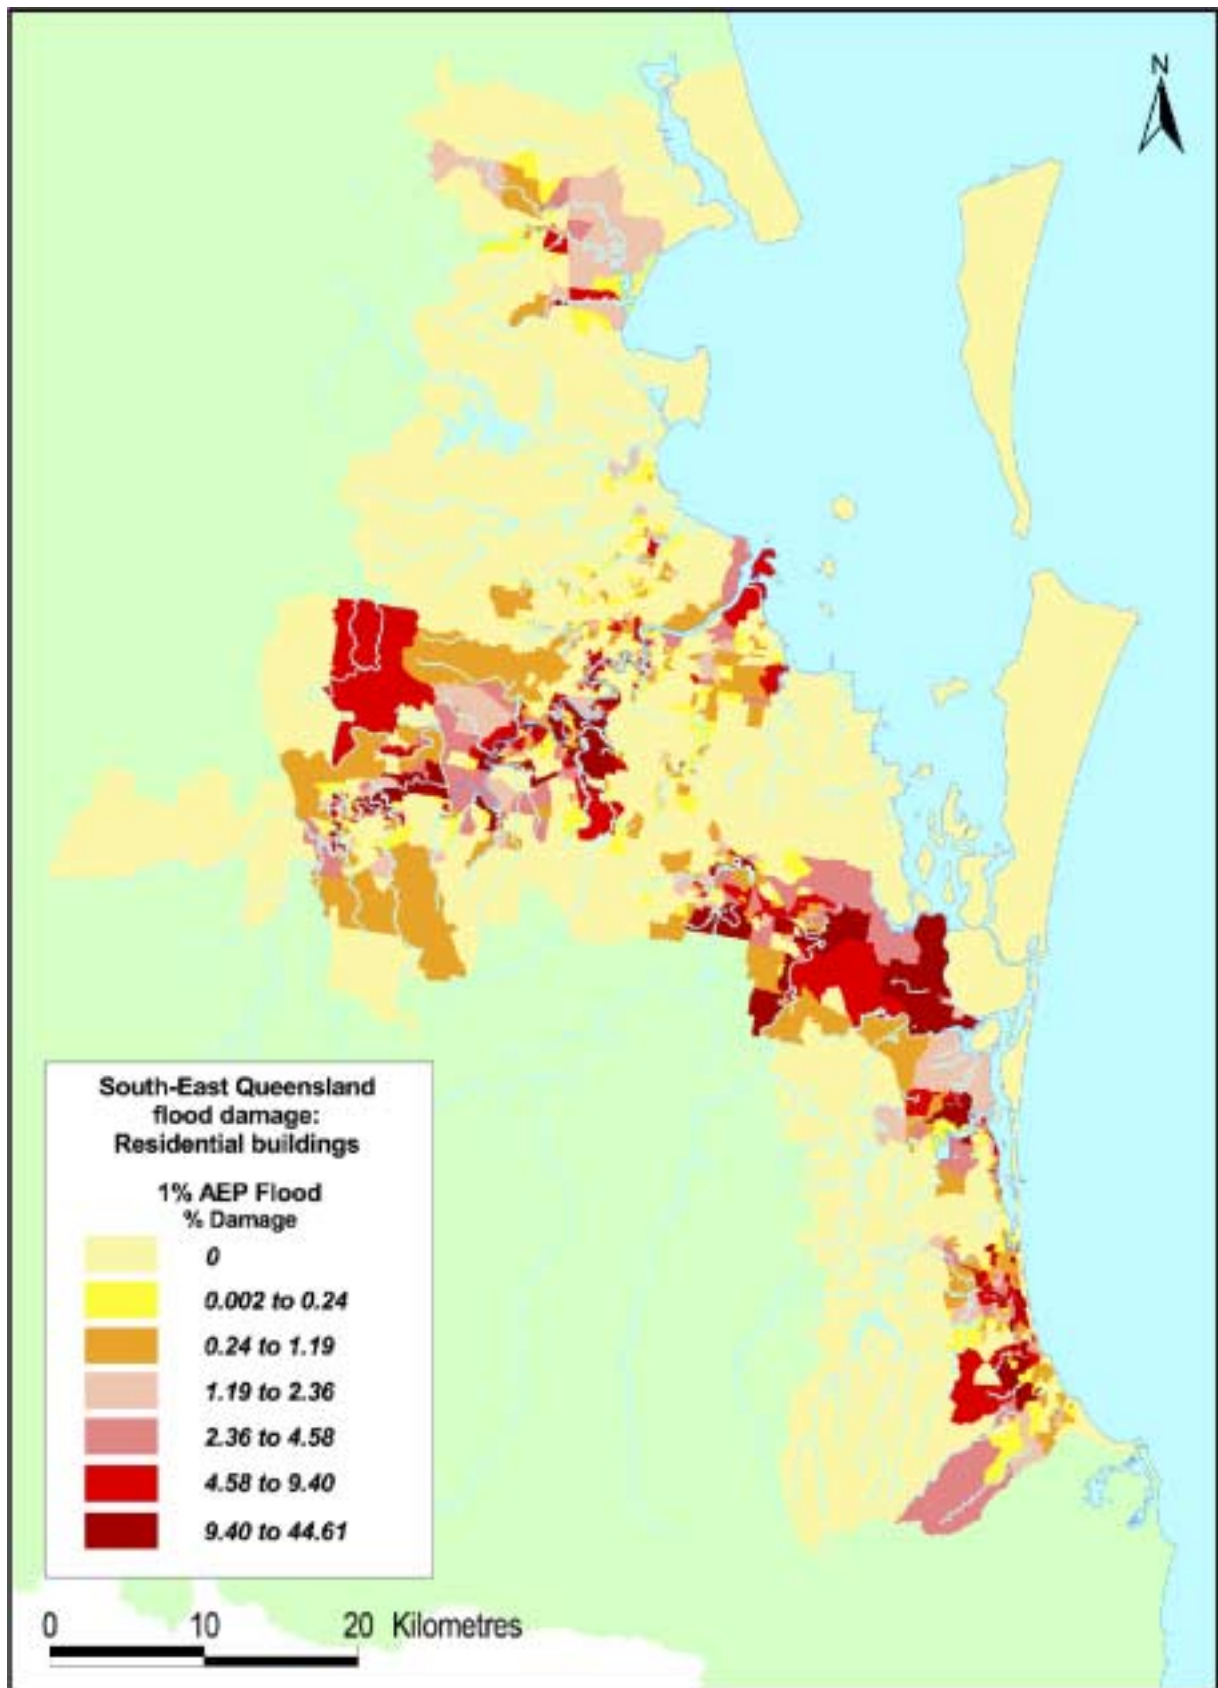 N
South-East Queensland
flood damage:
Residential buildings
1% AEP Flood
% Damage
0
0.002 to 0.24
0.24 to 1.19
1.19 to 2.36
2.36 to 4.58
4.58 to 9.40
9.40 to 44.61
0 10 20 Kilometres